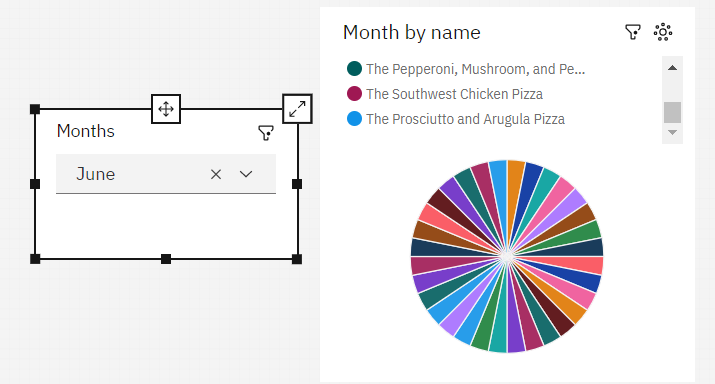 Months
June
Month by name
The Pepperoni, Mushroom, and Pe...
The Southwest Chicken Pizza
The Prosciutto and Arugula Pizza